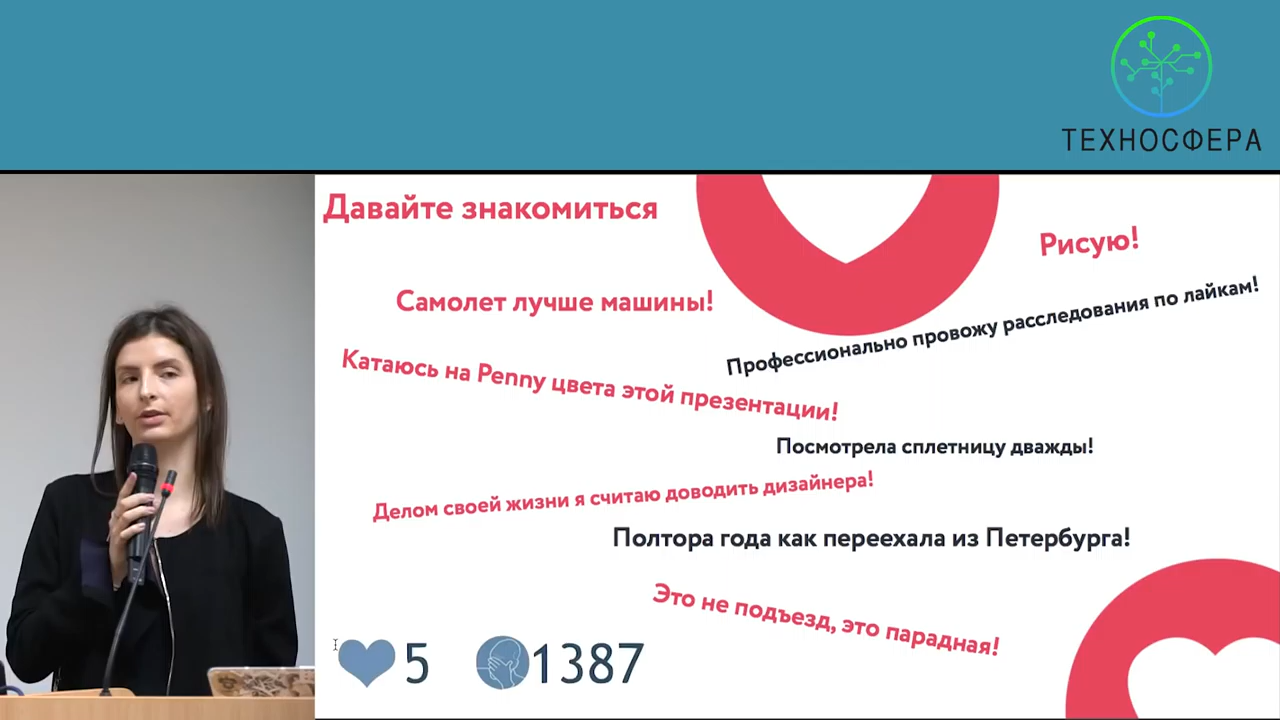 ТЕХНОСФЕРА
Давайте знакомиться
Рисую!
Самолет лучше машины!
Профессионально провожу расследования по лайкам!
Катаюсь на Penny цвета этой презентации!
Посмотрела сплетницу дважды!
Делом своей жизни я считаю доводить дизайнера!
Полтора года как переехала из Петербурга!
Это не подъезд, это парадная!
5 1387